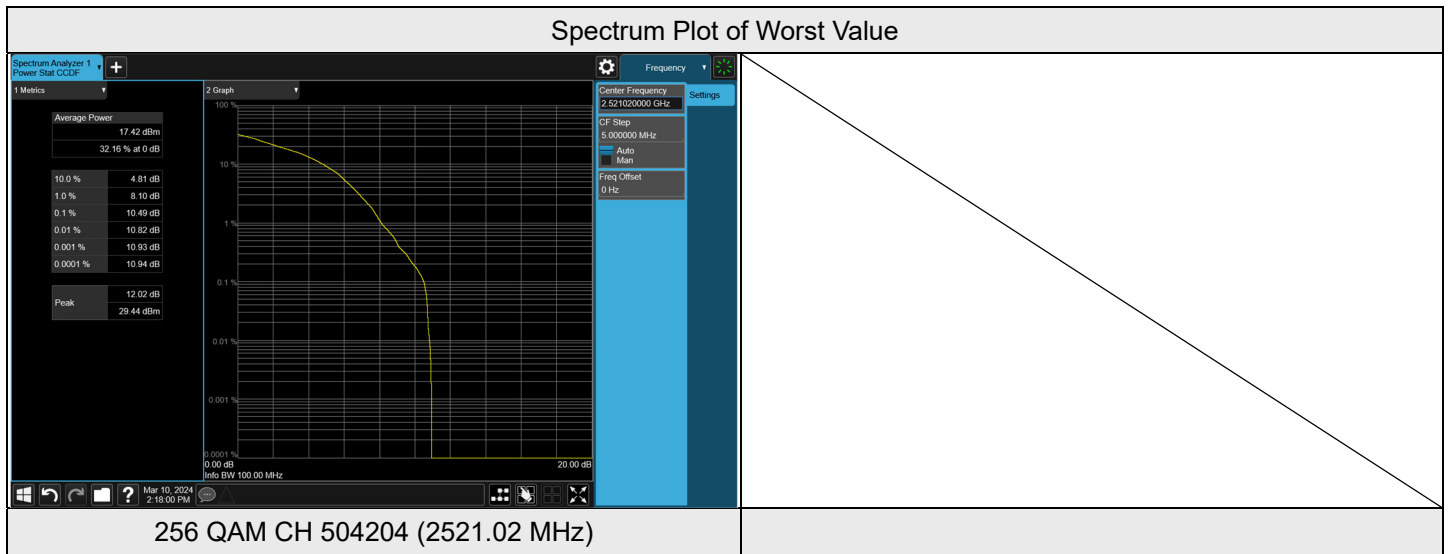 Spectrum Plot of Worst Value
Spectrum Analyzer 1
Power Stat CCDF
+
Frequency
1 Metrics
2 Graph
Average Power
17.42 dBm
32.16 % at 0 dB
10.0 % 4.81 dB
1.0 % 8.10 dB
0.1 % 10.49 dB
0.01 % 10.82 dB
0.001 % 10.93 dB
0.0001 % 10.94 dB
Peak 12.02 dB
29.44 dBm
100 %
10 %
1 %
0.1 %
0.01 %
0.001 %
0.0001 %
0.00 dB 20.00 dB
Info BW 100.00 MHz
Center Frequency
2.521020000 GHz
Settings
CF Step
5.000000 MHz
Auto
Man
Freq Offset
0 Hz
?
Mar 10, 2024
2:18:00 PM
256 QAM CH 504204 (2521.02 MHz)